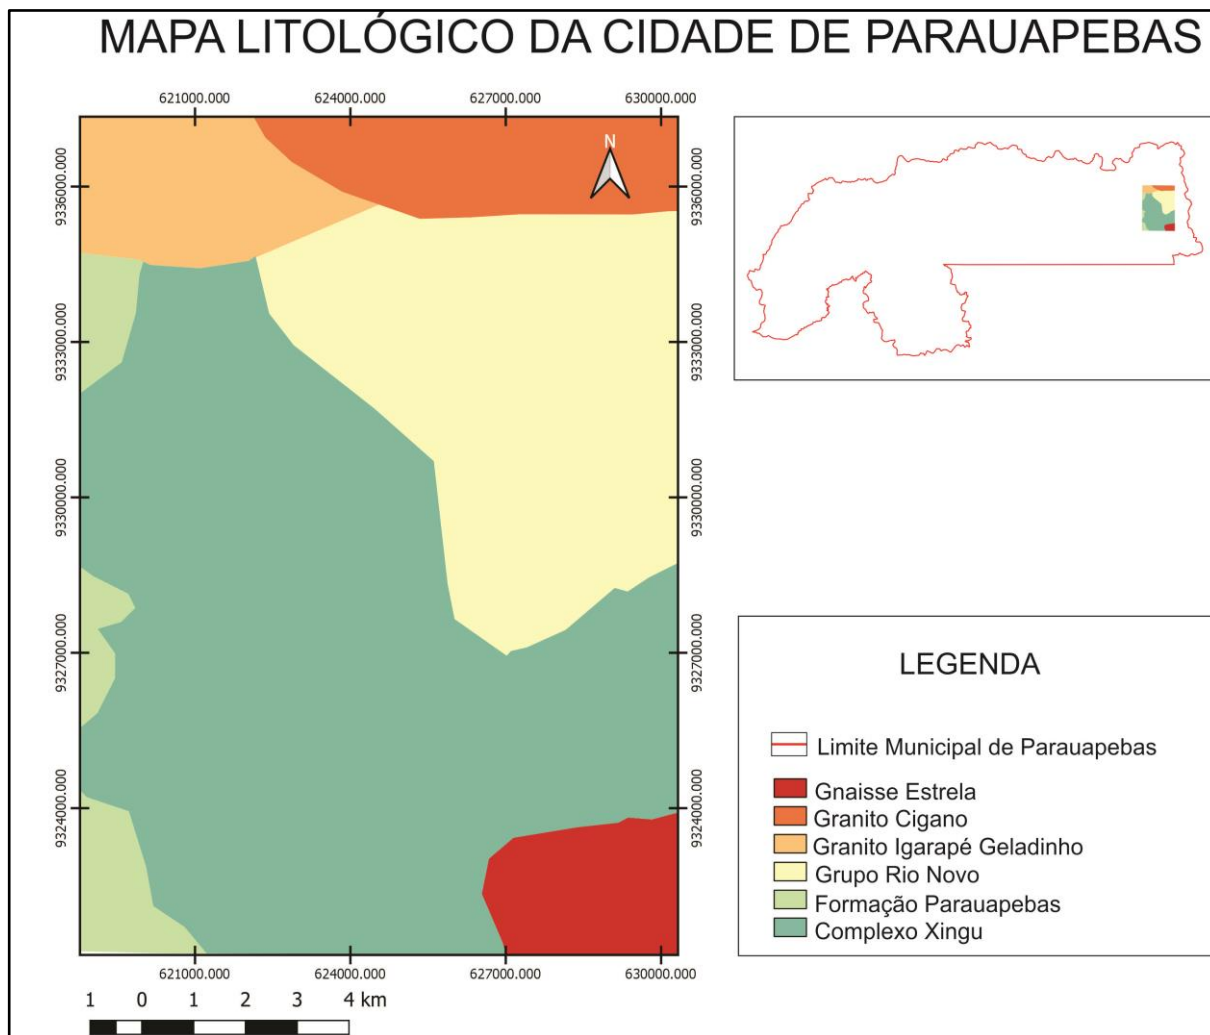 MAPA LITOLÓGICO DA CIDADE DE PARAUAPEBAS
621000.000 624000.000 627000.000 630000.000
N
9336000.000 9336000.000
9333000.000 9333000.000
9330000.000 9330000.000
9327000.000 9327000.000
9324000.000 9324000.000
621000.000 624000.000 627000.000 630000.000
1 0 1 2 3 4 km
LEGENDA
Limite Municipal de Parauapebas
Gnaisse Estrela
Granito Cigano
Granito Igarapé Geladinho
Grupo Rio Novo
Formação Parauapebas
Complexo Xingu